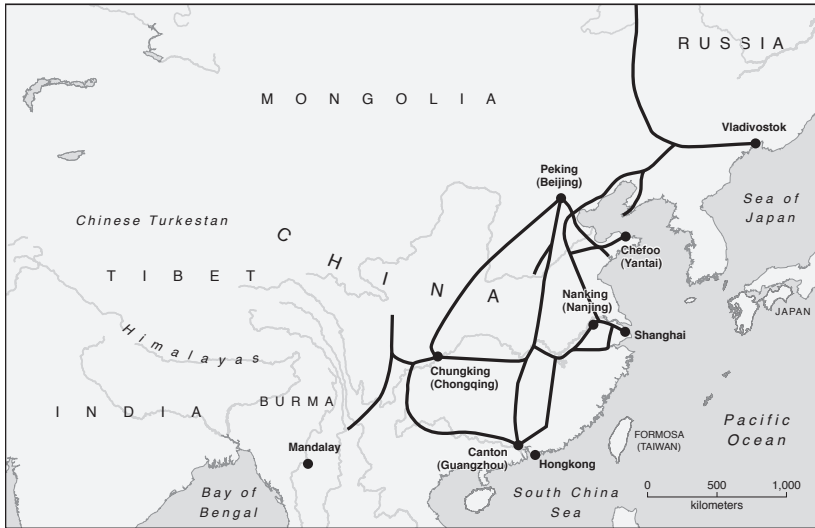 RUSSIA
MONGOLIA
Vladivostok
Peking
(Beijing)
Sea of
Japan
Chinese Turkestan
CHINA
Chefoo
(Yantai)
TIBET
Nanking
(Nanjing)
JAPAN
Himalayas
Shanghai
Chungking
(Chongqing)
BURMA
INDIA
Pacific
Ocean
FORMOSA
(TAIWAN)
Mandalay
Canton
(Guangzhou)
Hongkong
Bay of
Bengal
South China
Sea
0 500 1,000
kilometers